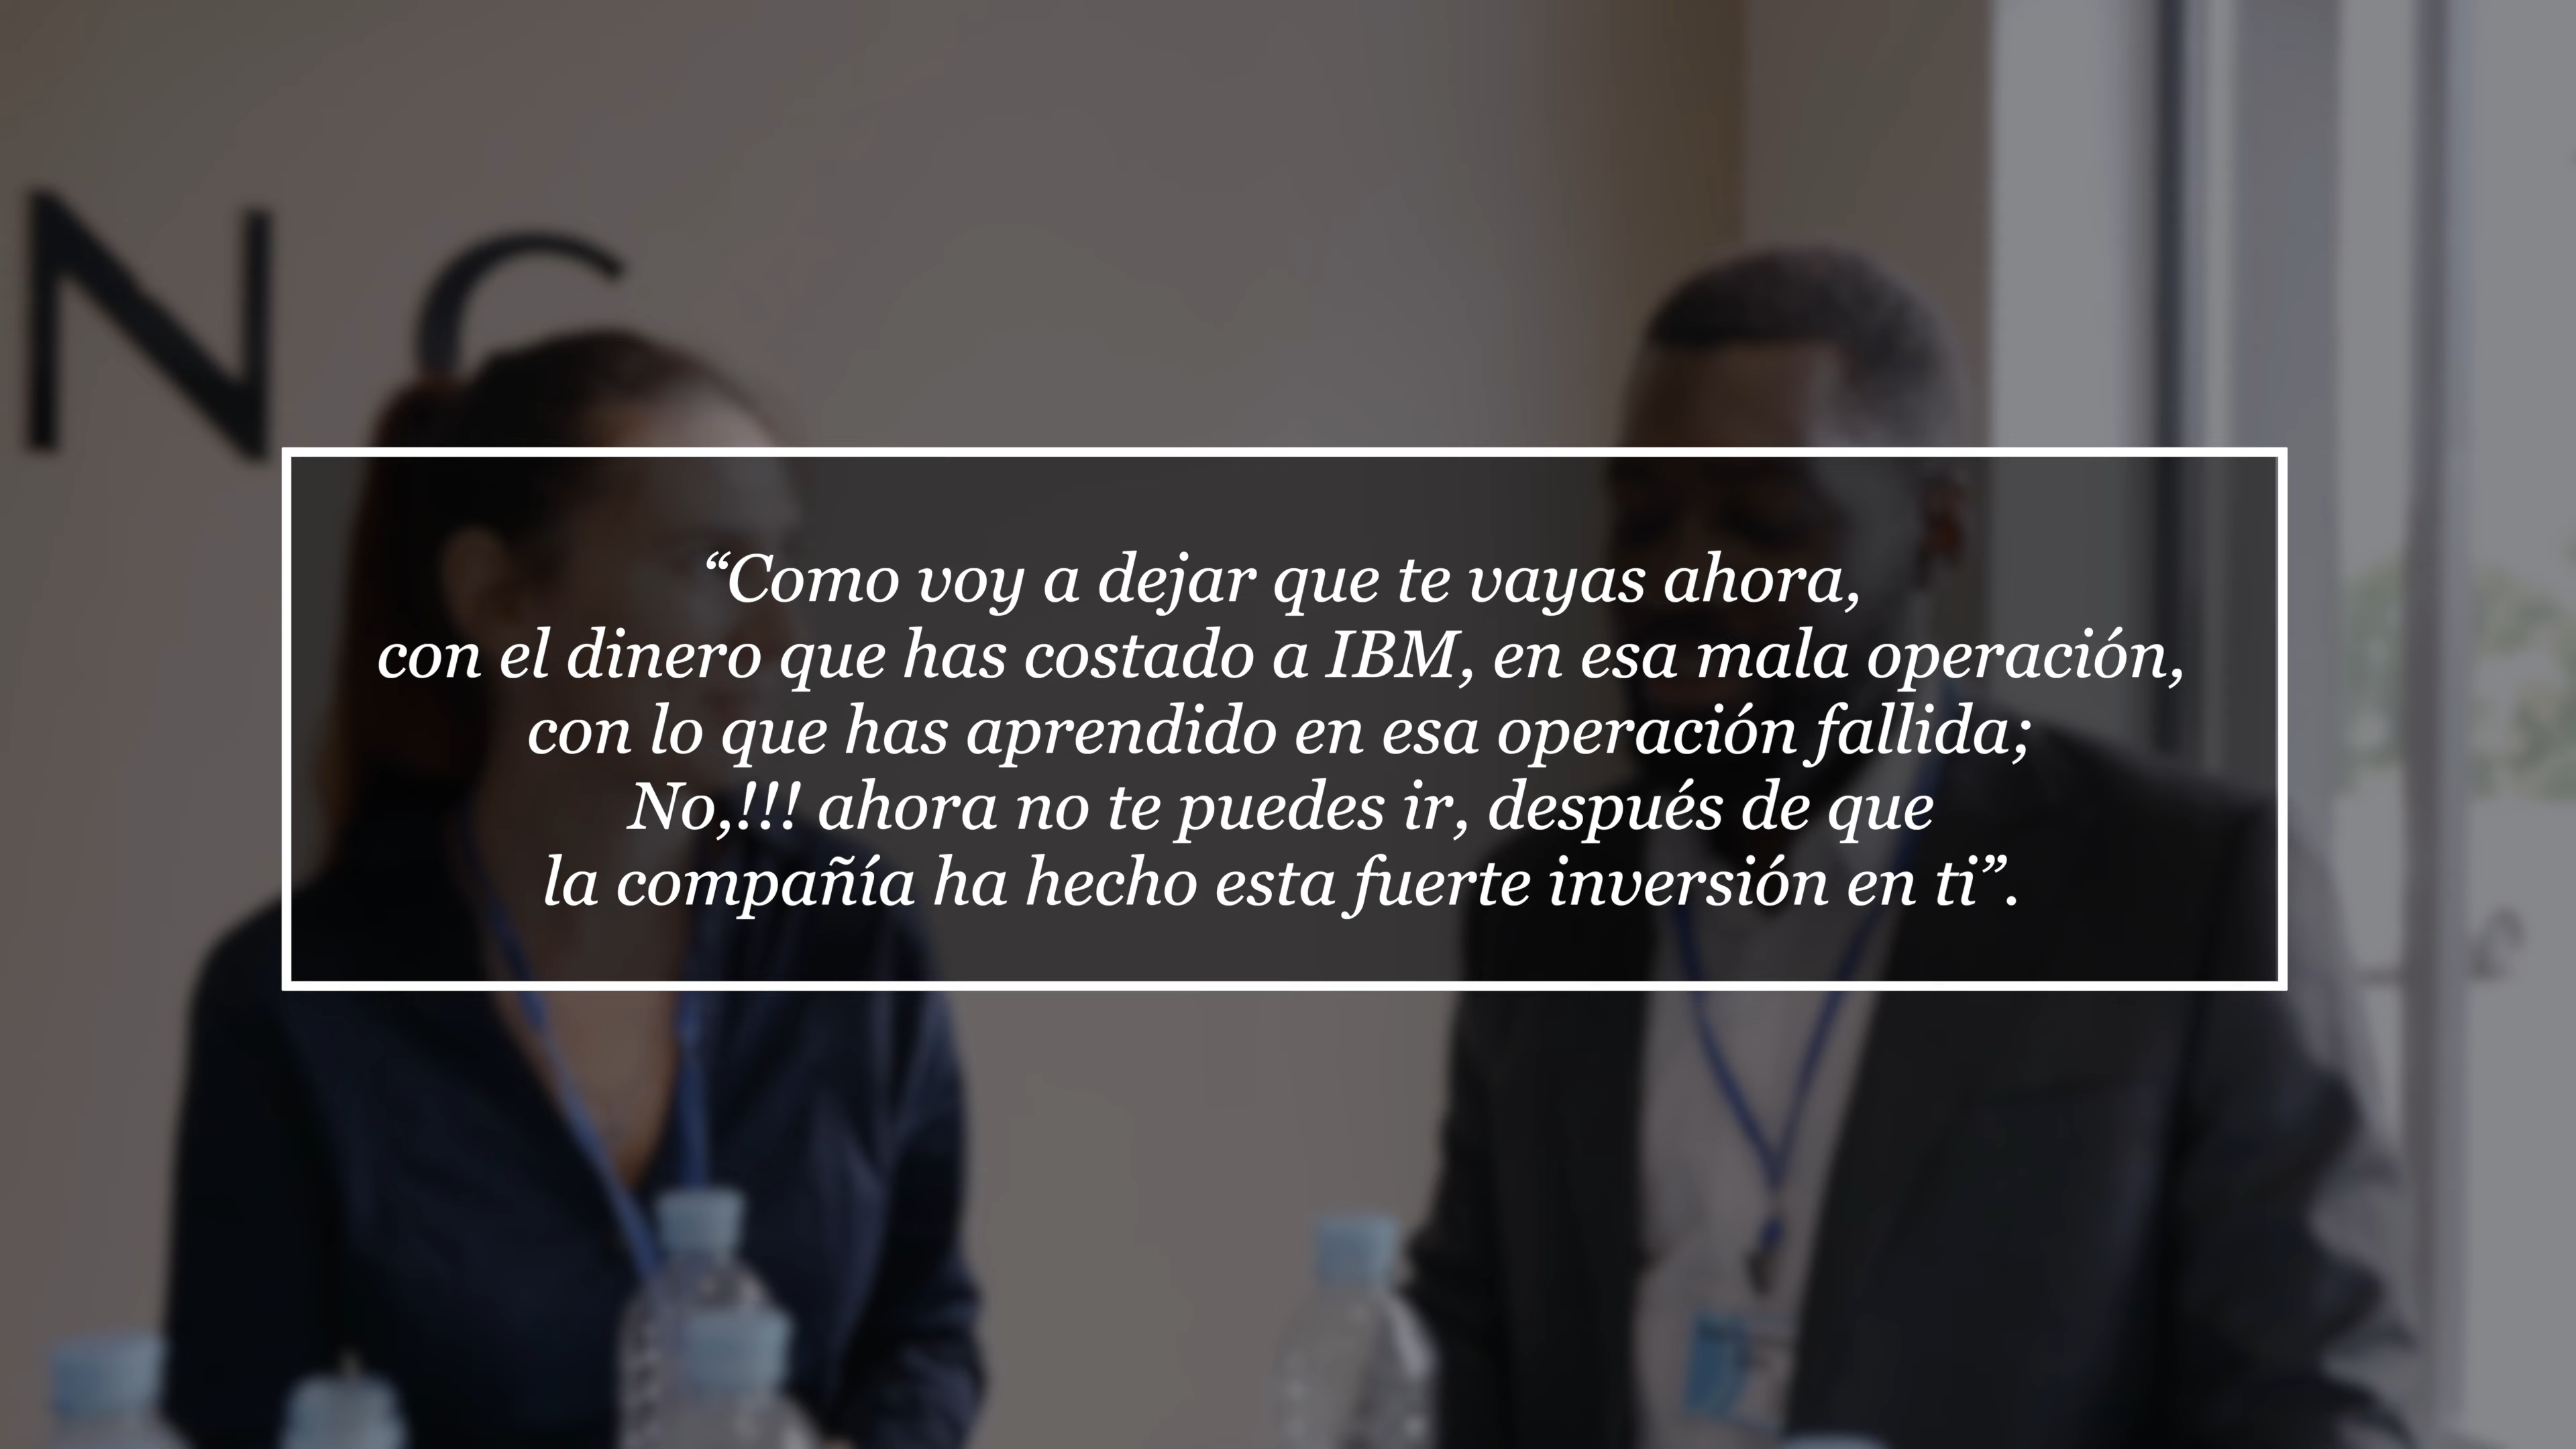 N C
“Como voy a dejar que te vayas ahora,
con el dinero que has costado a IBM, en esa mala operación,
con lo que has aprendido en esa operación fallida;
No,!!! ahora no te puedes ir, después de que
la compañía ha hecho esta fuerte inversión en ti”.